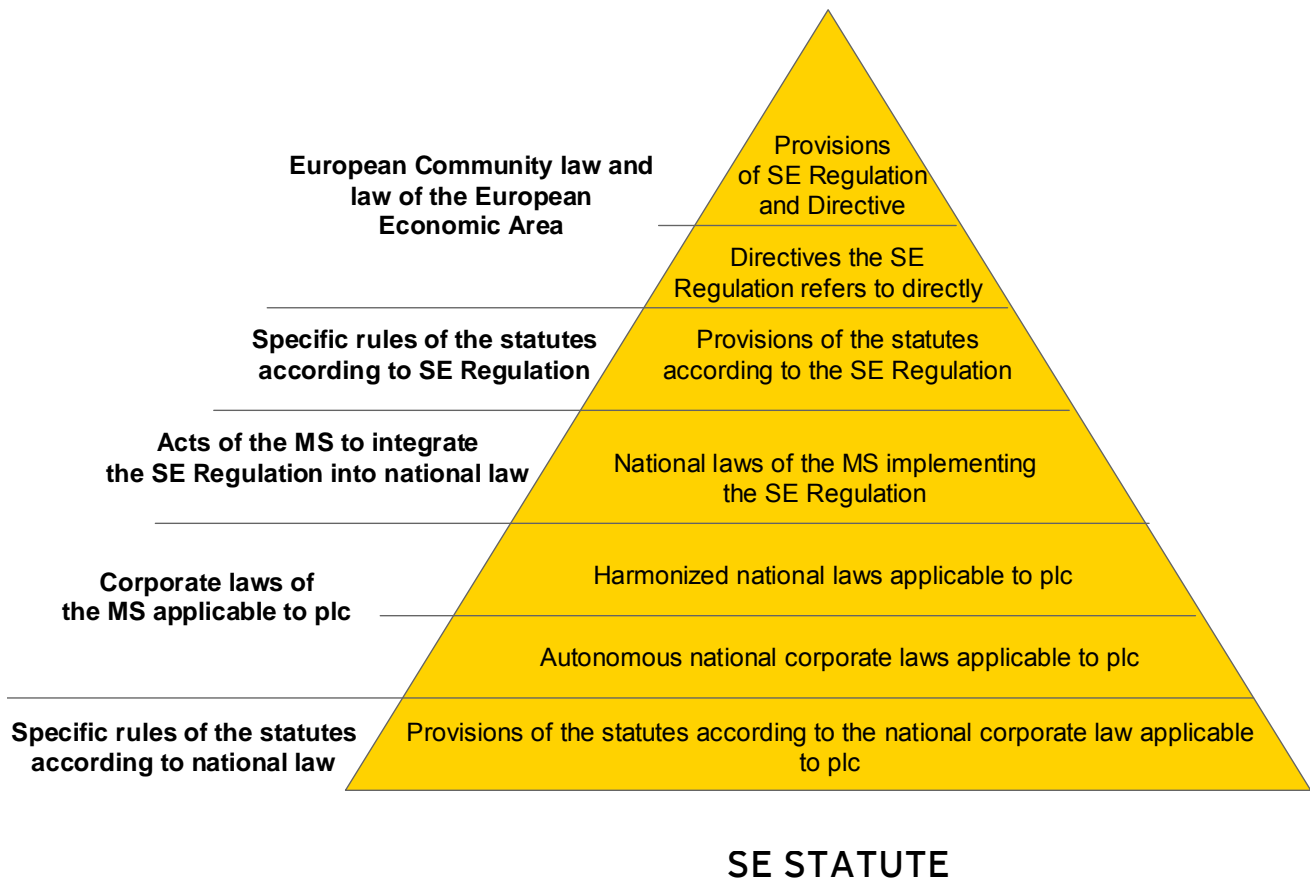 European Community law and
law of the European
Economic Area
Provisions
of SE Regulation
and Directive
Directives the SE
Regulation refers to directly
Specific rules of the statutes
according to SE Regulation
Provisions of the statutes
according to the SE Regulation
Acts of the MS to integrate
the SE Regulation into national law
National laws of the MS implementing
the SE Regulation
Corporate laws of
the MS applicable to plc
Harmonized national laws applicable to plc
Autonomous national corporate laws applicable to plc
Specific rules of the statutes
according to national law
Provisions of the statutes according to the national corporate law applicable
to plc
SE STATUTE